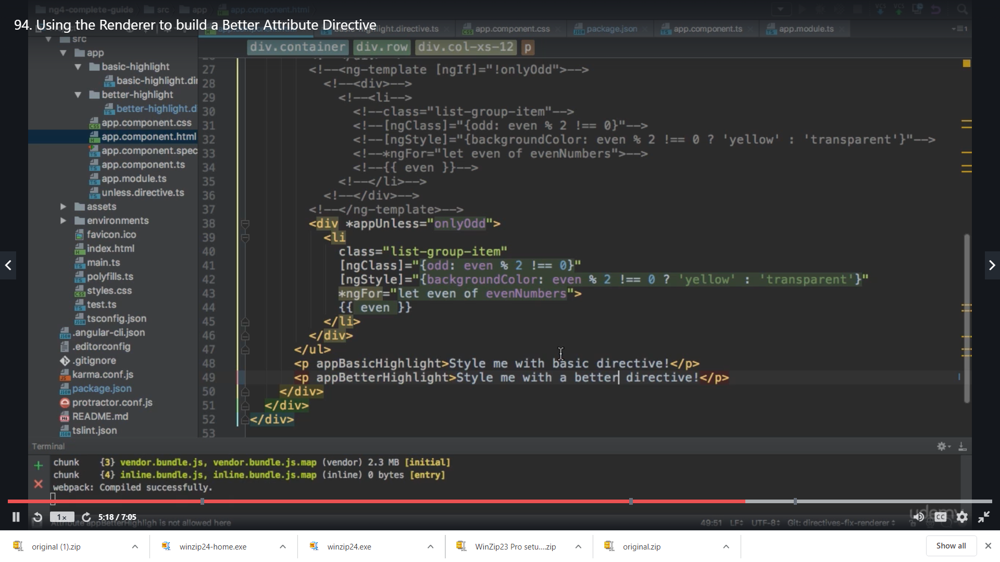 ng4-complete-guide src app app.component.html
94. Using the Renderer to build a Better Attribute Directive
basic-highlight.directive.ts app.component.css package.json app.component.ts app.module.ts
div.container div.row div.col-xs-12 p
src
app
basic-highlight
basic-highlight.di
better-highlight
better-highlight.d
app.component.css
app.component.html
app.component.spec
app.component.ts
app.module.ts
unless.directive.ts
assets
environments
favicon.ico
index.html
main.ts
polyfills.ts
styles.css
test.ts
tsconfig.json
.angular-cli.json
.editorconfig
.gitignore
karma.conf.js
package.json
protractor.conf.js
README.md
tslint.json
27 <!--<ng-template [ngIf]="!onlyOdd">-->
28 <!--<div>-->
29 <!--<li-->
30 <!--class="list-group-item"-->
31 <!--[ngClass]="{odd: even % 2 !== 0}"-->
32 <!--[ngStyle]="{backgroundColor: even % 2 !== 0 ? 'yellow' : 'transparent'}"-->
33 <!--*ngFor="let even of evenNumbers">-->
34 <!--{{ even }}-->
35 <!--</li>-->
36 <!--</div>-->
37 <!--</ng-template>-->
38 <div *appUnless="onlyOdd">
39 <li
40 class="list-group-item"
41 [ngClass]="{odd: even % 2 !== 0}"
42 [ngStyle]="{backgroundColor: even % 2 !== 0 ? 'yellow' : 'transparent'}"
43 *ngFor="let even of evenNumbers">
44 {{ even }}
45 </li>
46 </div>
47 </ul>
48 <p appBasicHighlight>Style me with basic directive!</p>
49 <p appBetterHighlight>Style me with a better directive!</p>
50 </div>
51 </div>
52 </div>
53
Terminal
chunk {3} vendor.bundle.js, vendor.bundle.js.map (vendor) 2.3 MB [initial]
chunk {4} inline.bundle.js, inline.bundle.js.map (inline) 0 bytes [entry]
webpack: Compiled successfully.
udemy
1x 5:18 / 7:05 CC
Attribute appBetterHighligh is not allowed here 49:51 LF UTF-8 Git: directives-fix-renderer
original (1).zip winzip24-home.exe winzip24.exe WinZip23 Pro setu....zip original.zip Show all